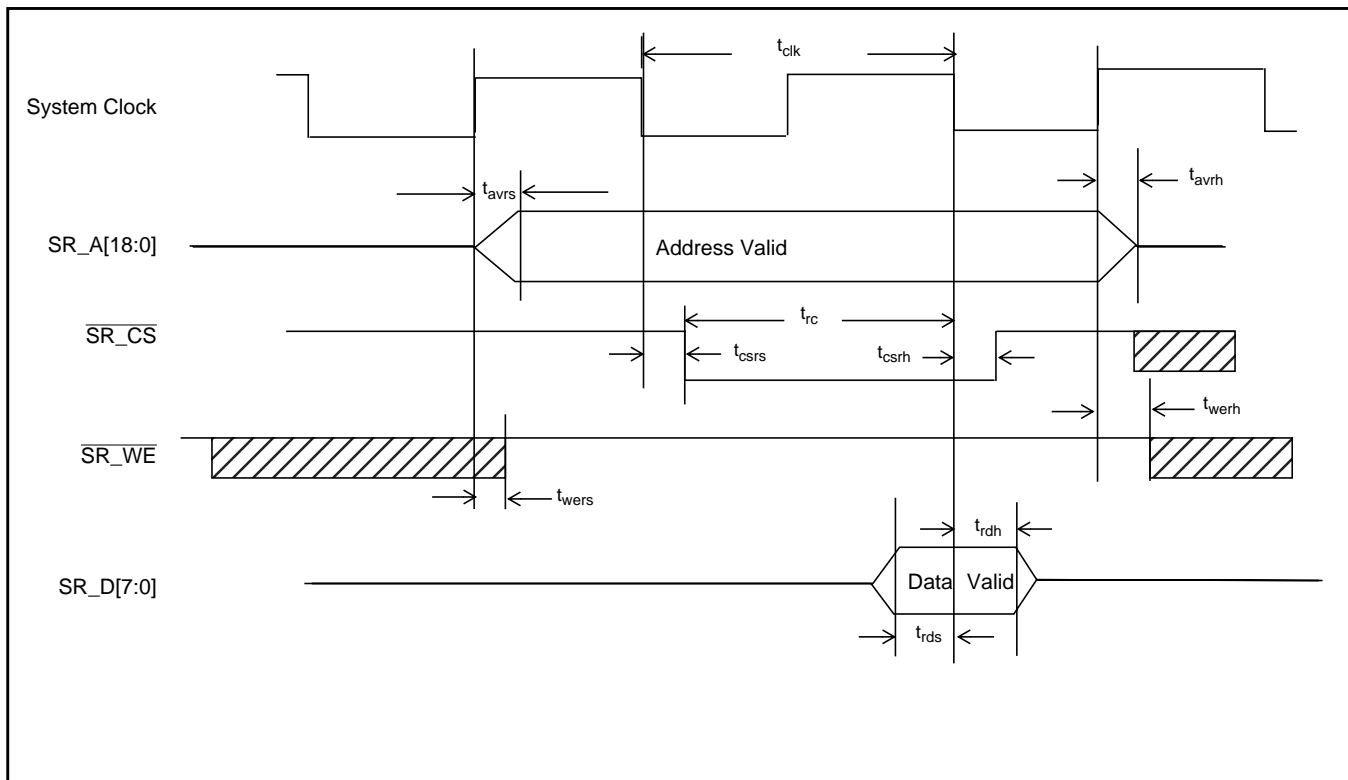 t_clk
System Clock
t_avrs
t_avrh
SR_A[18:0]
Address Valid
t_rc
SR_CS
t_csrs
t_csrh
t_werh
SR_WE
t_wers
t_rdh
SR_D[7:0]
Data Valid
t_rds